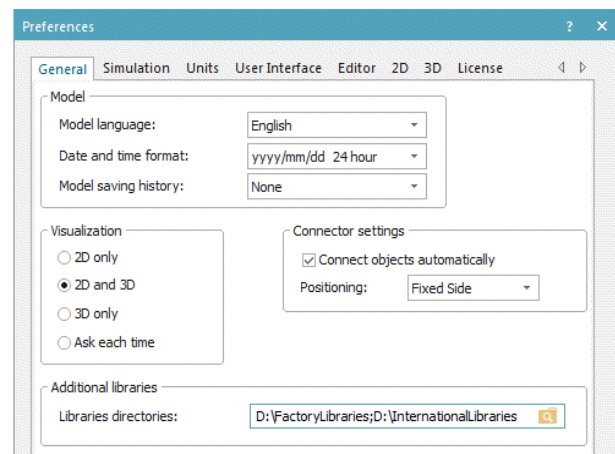 Preferences ? ×
General Simulation Units User Interface Editor 2D 3D License
Model
Model language: English
Date and time format: yyyy/mm/dd 24 hour
Model saving history: None
Visualization
2D only
2D and 3D
3D only
Ask each time
Connector settings
Connect objects automatically
Positioning: Fixed Side
Additional libraries
Libraries directories: D:\FactoryLibraries;D:\InternationalLibraries